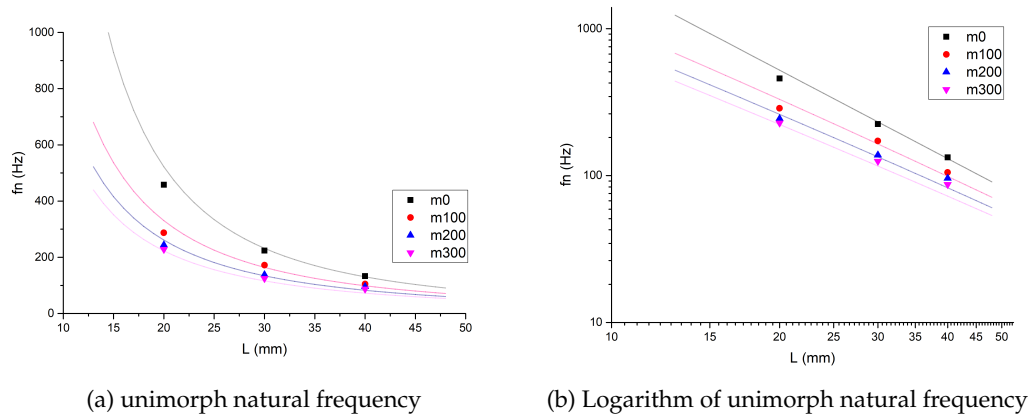 1000
800
600
400
200
0
fn (Hz)
10 15 20 25 30 35 40 45 50
L (mm)
m0
m100
m200
m300
(a) unimorph natural frequency
1000
100
10
fn (Hz)
10 15 20 25 30 35 40 45 50
L (mm)
m0
m100
m200
m300
(b) Logarithm of unimorph natural frequency